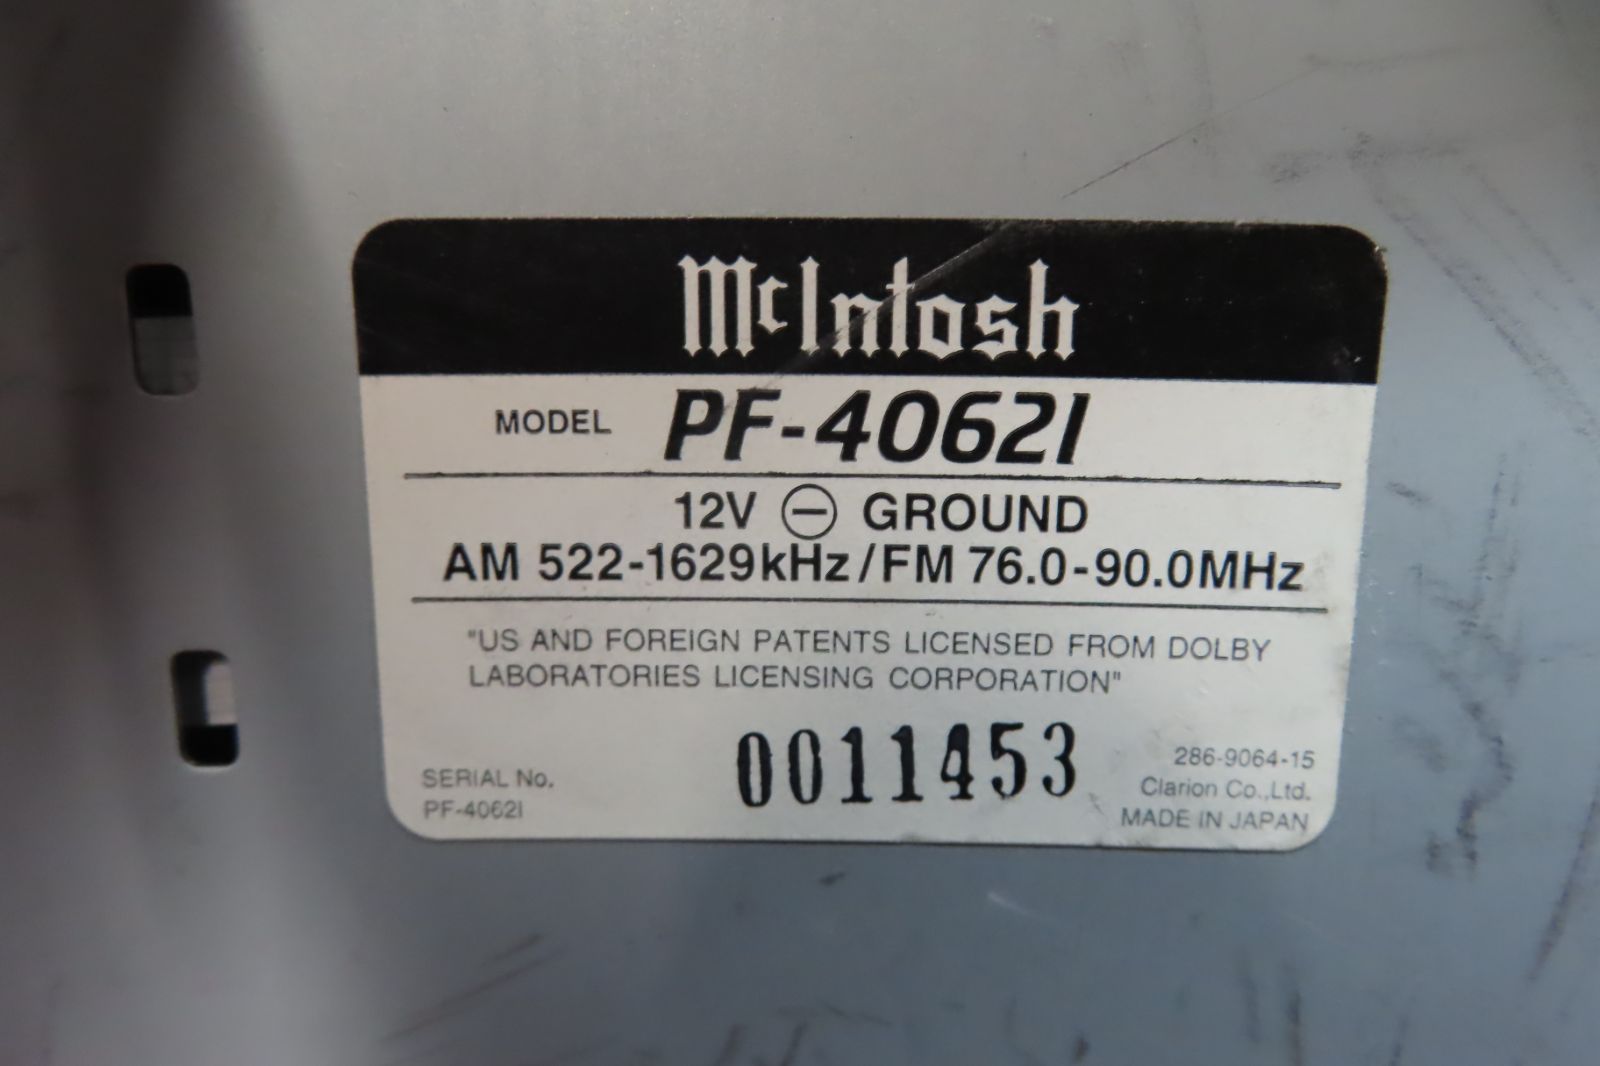 McIntosh
MODEL PF-4062I
12V ⊖ GROUND
AM 522-1629kHz/FM 76.0-90.0MHz
"US AND FOREIGN PATENTS LICENSED FROM DOLBY
LABORATORIES LICENSING CORPORATION"
0011453
286-9064-15
SERIAL No.
Clarion Co.,Ltd.
PF-4062I
MADE IN JAPAN